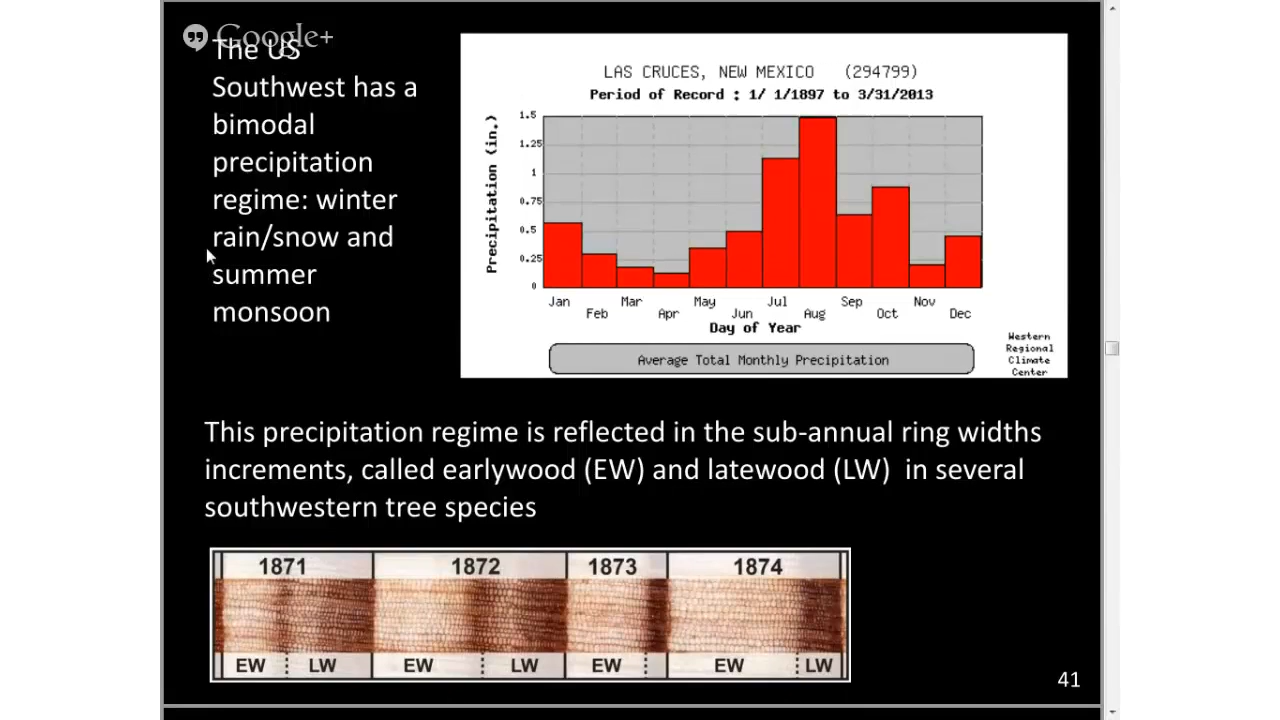 Google+
The US
Southwest has a
bimodal
precipitation
regime: winter
rain/snow and
summer
monsoon
LAS CRUCES, NEW MEXICO (294799)
Period of Record : 1/ 1/1897 to 3/31/2013
Precipitation (in.)
1.5
1.25
1
0.75
0.5
0.25
0
Jan Feb Mar Apr May Jun Jul Aug Sep Oct Nov Dec
Day of Year
Average Total Monthly Precipitation
Western
Regional
Climate
Center
This precipitation regime is reflected in the sub-annual ring widths
increments, called earlywood (EW) and latewood (LW) in several
southwestern tree species
1871 1872 1873 1874
EW LW EW LW EW EW LW
41